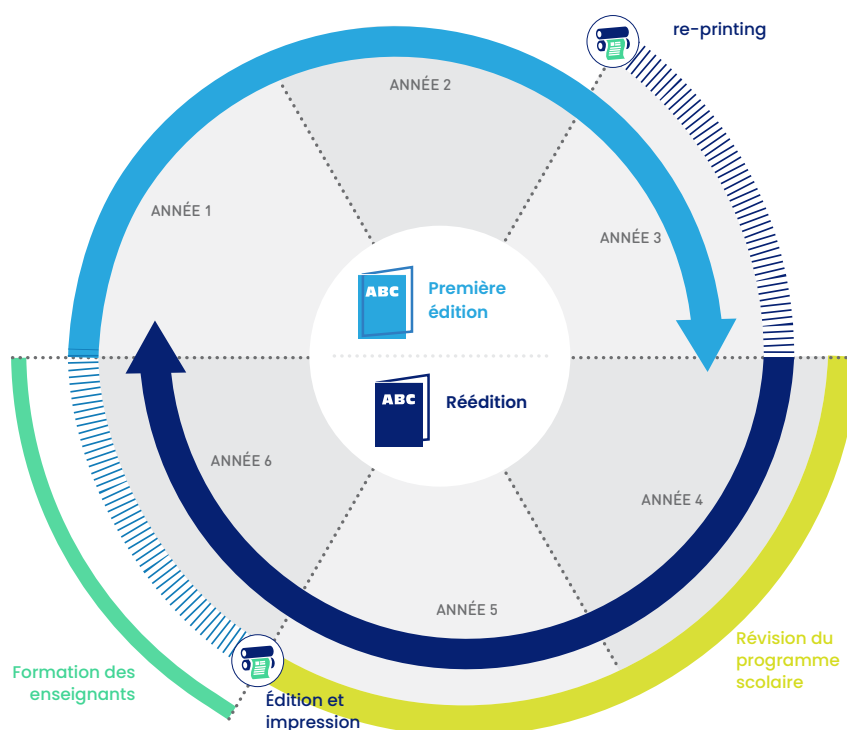 re-printing
ANNÉE 2
ANNÉE 1
ANNÉE 3
ABC
Première
édition
ABC
Réédition
ANNÉE 6
ANNÉE 4
ANNÉE 5
Révision du
programme
scolaire
Formation des
enseignants
Édition et
impression